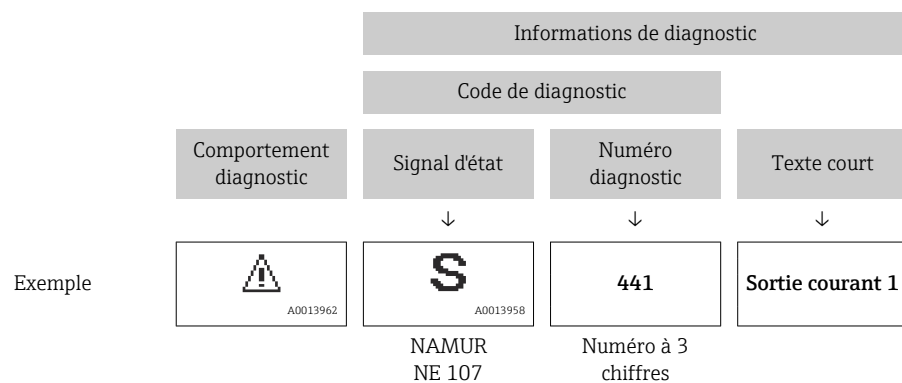 Informations de diagnostic
Code de diagnostic
Comportement
diagnostic
Signal d'état
Numéro
diagnostic
Texte court
↓
↓
↓
Exemple
A0013962
S
A0013958
441
Sortie courant 1
NAMUR
NE 107
Numéro à 3
chiffres